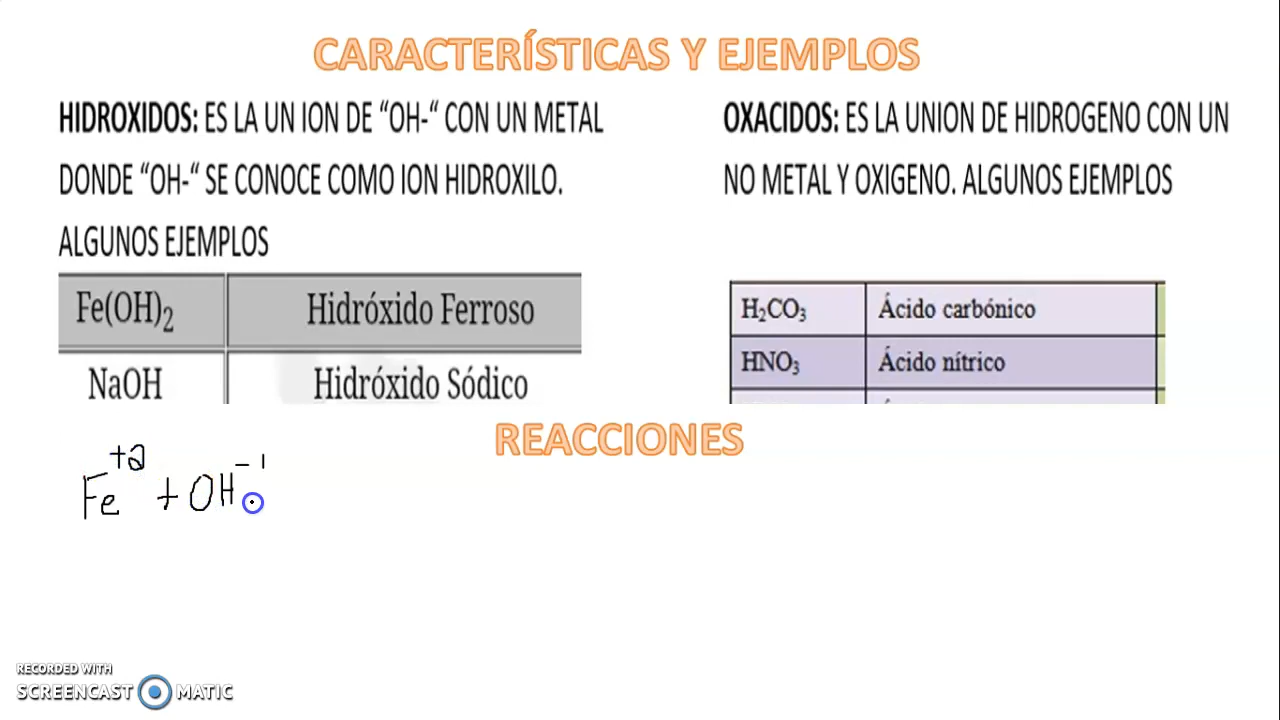 CARACTERÍSTICAS Y EJEMPLOS
HIDROXIDOS: ES LA UN ION DE “OH-“ CON UN METAL
DONDE “OH-“ SE CONOCE COMO ION HIDROXILO.
ALGUNOS EJEMPLOS
Fe(OH)₂ Hidróxido Ferroso
NaOH Hidróxido Sódico
OXACIDOS: ES LA UNION DE HIDROGENO CON UN
NO METAL Y OXIGENO. ALGUNOS EJEMPLOS
H₂CO₃ Ácido carbónico
HNO₃ Ácido nítrico
REACCIONES
Fe⁺² + OH⁻¹
RECORDED WITH
SCREENCAST MATIC